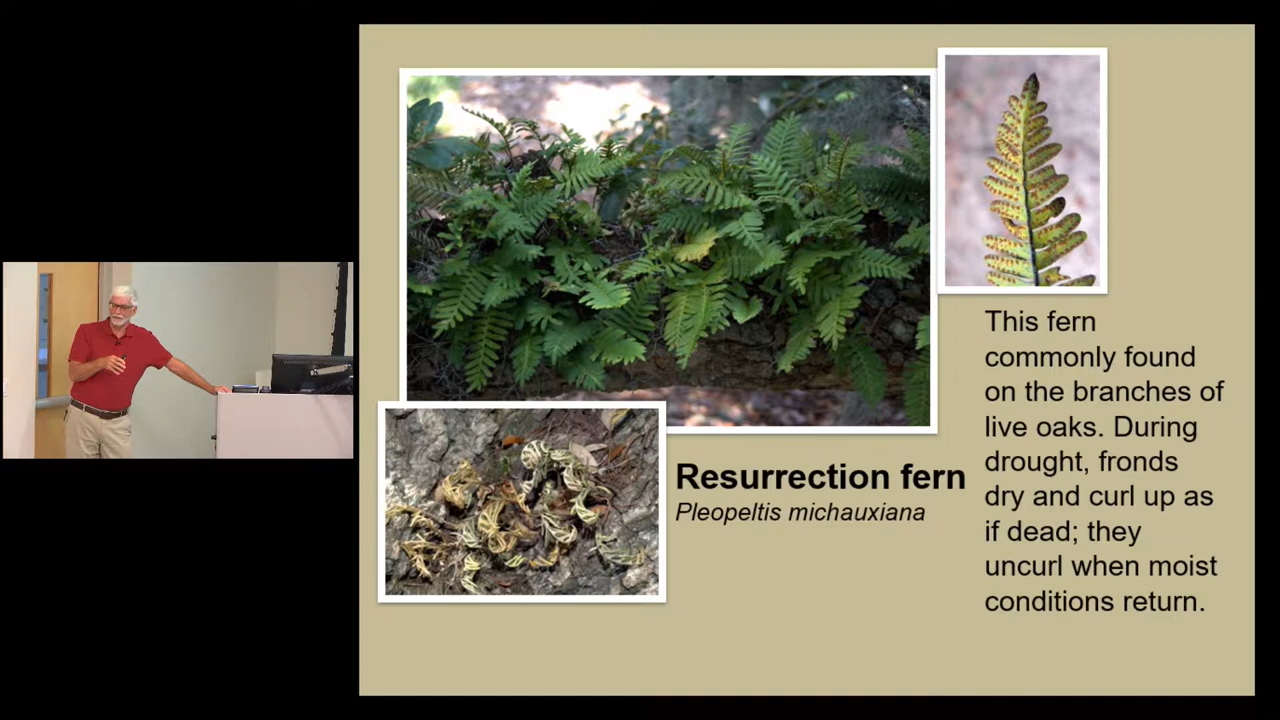 Resurrection fern
Pleopeltis michauxiana
This fern
commonly found
on the branches of
live oaks. During
drought, fronds
dry and curl up as
if dead; they
uncurl when moist
conditions return.